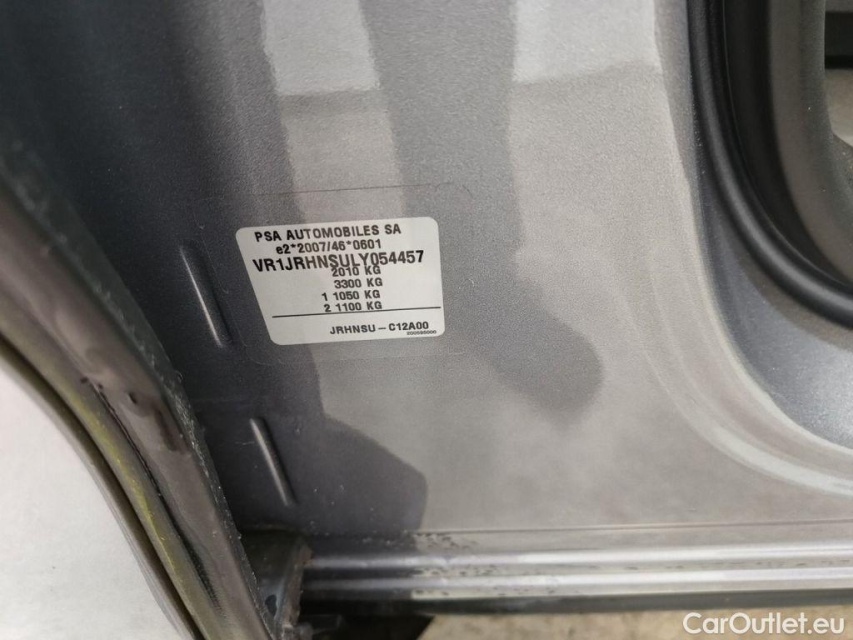 PSA AUTOMOBILES SA
e2*2007/46*0601
VR1JRHNSULY054457
2010 KG
3300 KG
1 1050 KG
2 1100 KG
JRHNSU-C12A00
CarOutlet.eu